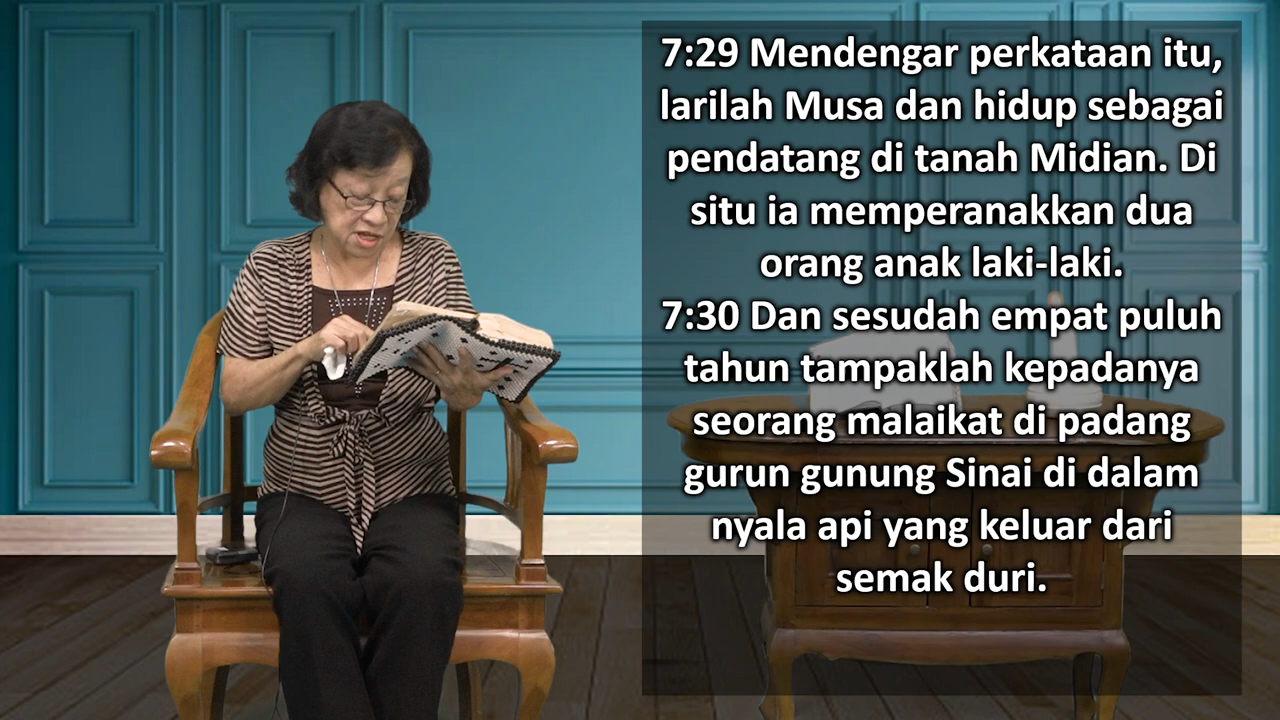 7:29 Mendengar perkataan itu,
larilah Musa dan hidup sebagai
pendatang di tanah Midian. Di
situ ia memperanakkan dua
orang anak laki-laki.
7:30 Dan sesudah empat puluh
tahun tampaklah kepadanya
seorang malaikat di padang
gurun gunung Sinai di dalam
nyala api yang keluar dari
semak duri.